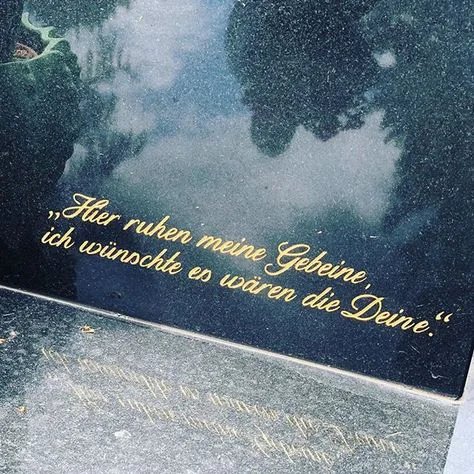 „Hier ruhen meine Gebeine,
ich wünschte es wären die Deine.“